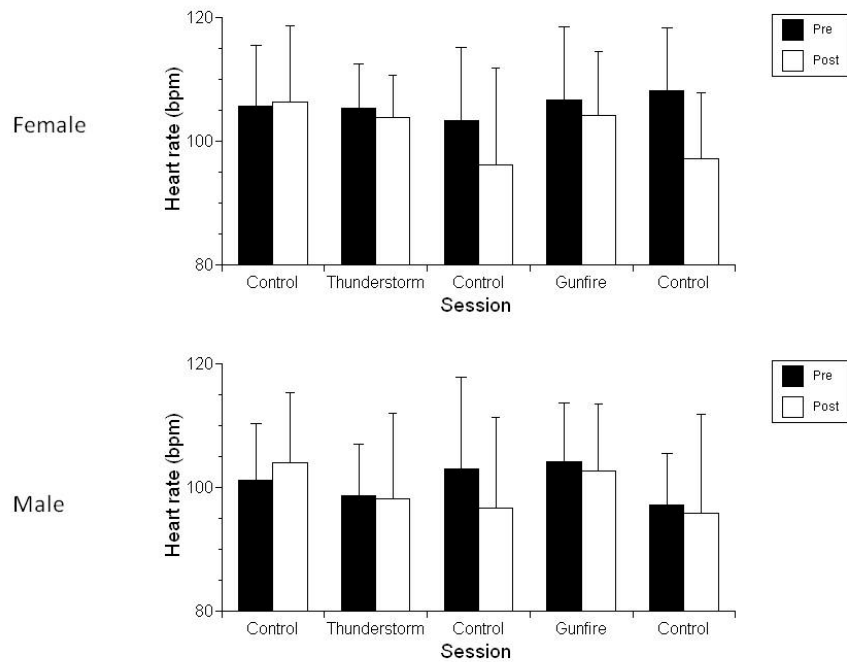 Female
Heart rate (bpm)
120
100
80
Control Thunderstorm Control Gunfire Control
Session
Pre
Post
Male
Heart rate (bpm)
120
100
80
Control Thunderstorm Control Gunfire Control
Session
Pre
Post